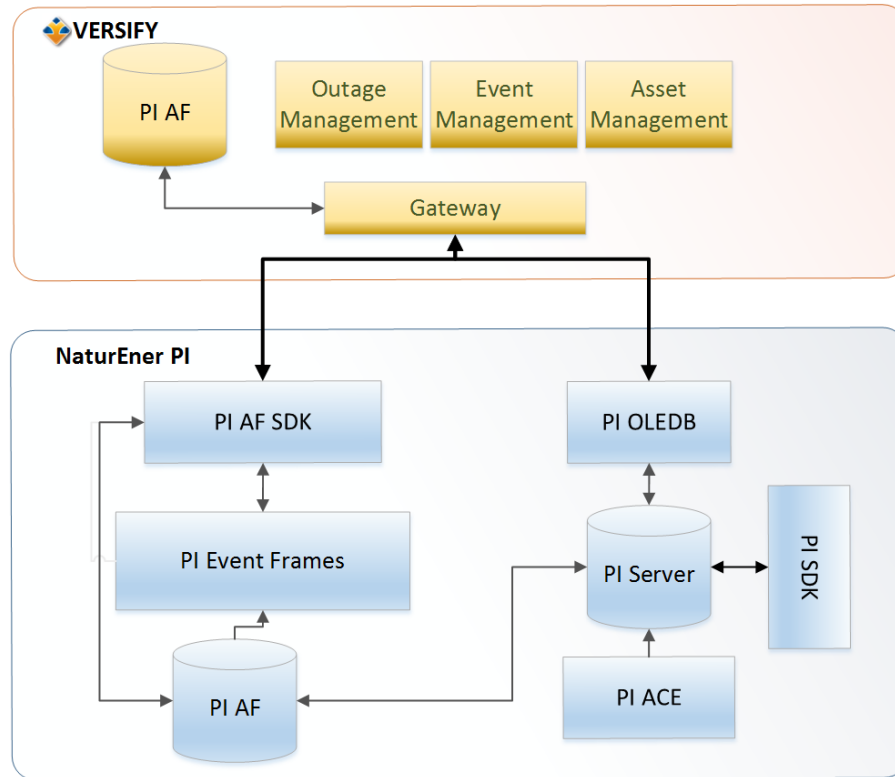 VERSIFY
PI AF
Outage
Management
Event
Management
Asset
Management
Gateway
NaturEner PI
PI AF SDK
PI OLEDB
PI Event Frames
PI Server
PI SDK
PI AF
PI ACE